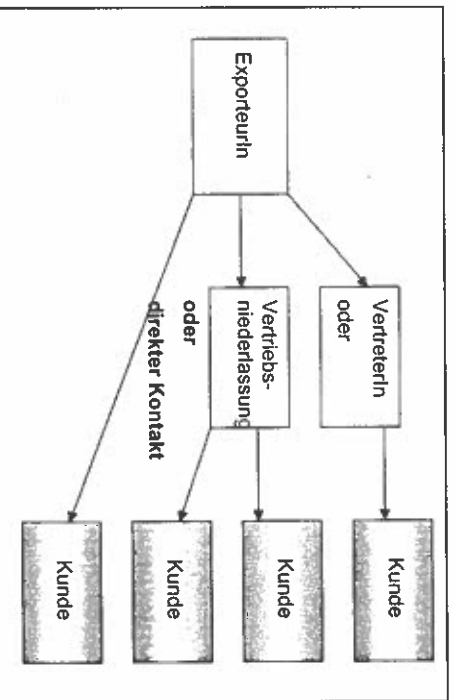 ExporteurIn
VertreterIn
oder
Vertriebs-
niederlassung
oder
direkter Kontakt
Kunde
Kunde
Kunde
Kunde